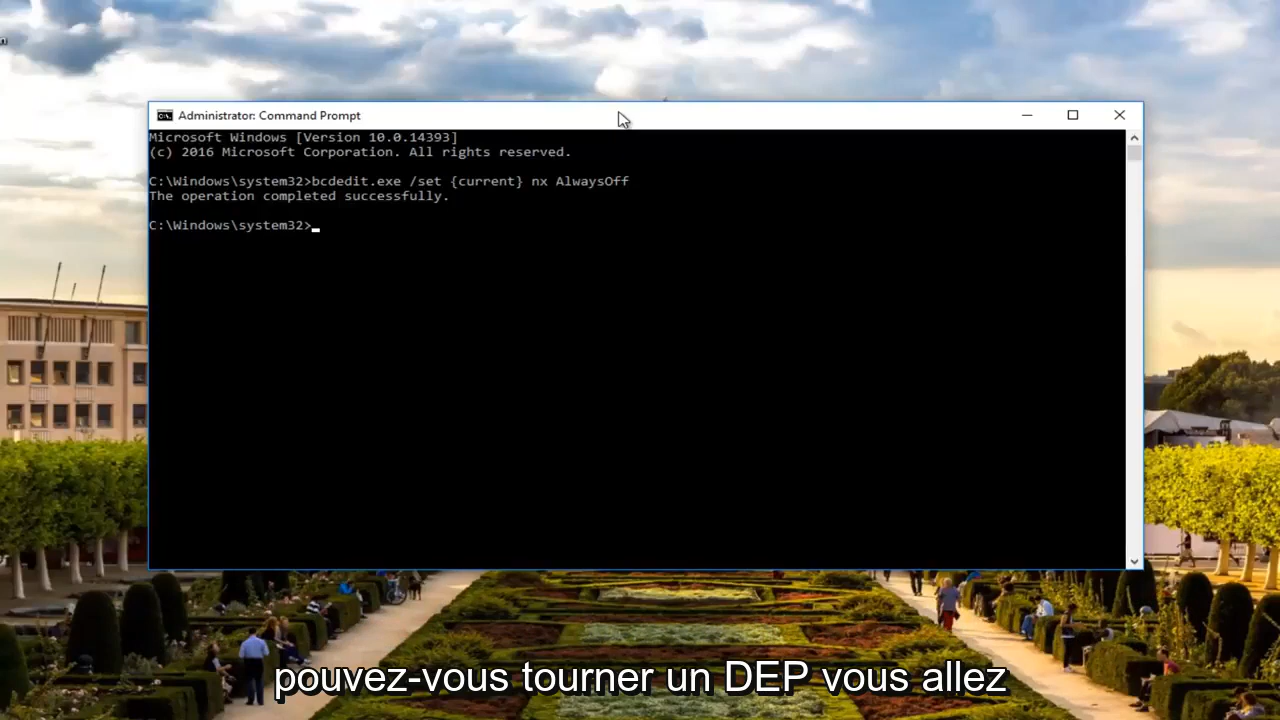 n
Administrator: Command Prompt
Microsoft Windows [Version 10.0.14393]
(c) 2016 Microsoft Corporation. All rights reserved.
C:\Windows\system32>bcdedit.exe /set {current} nx AlwaysOff
The operation completed successfully.
C:\Windows\system32>
pouvez-vous tourner un DEP vous allez